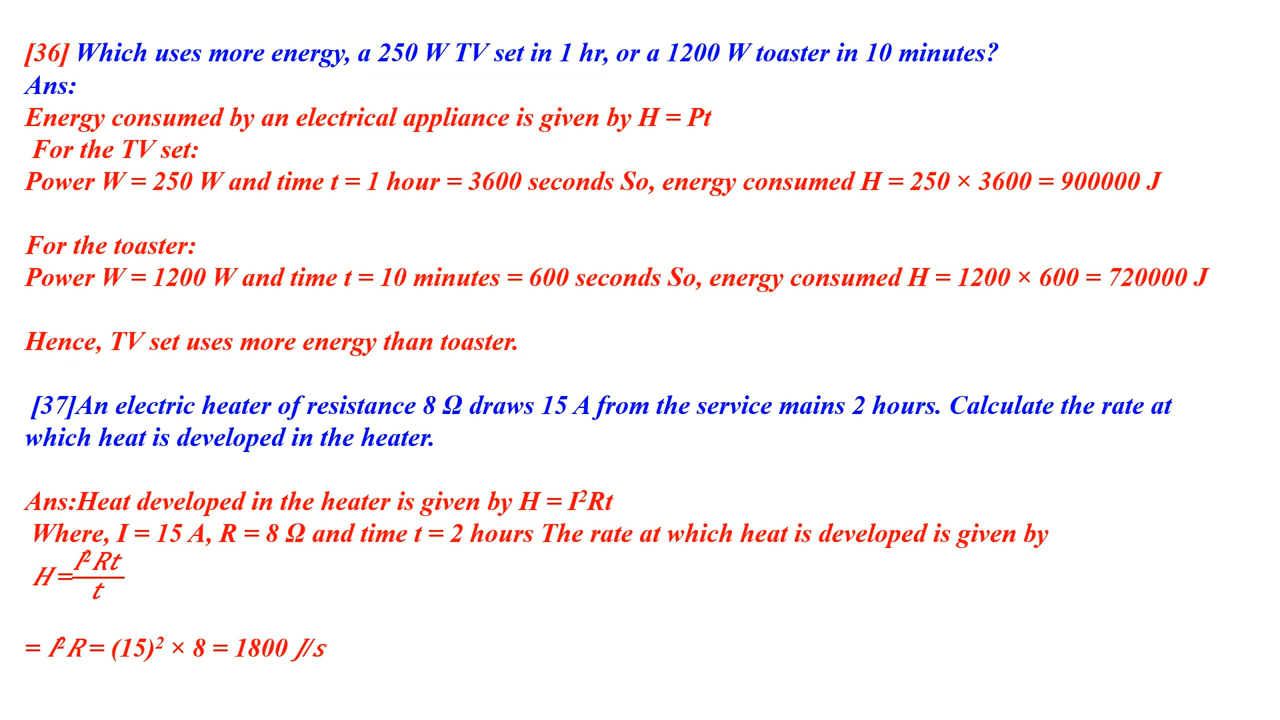 [36] Which uses more energy, a 250 W TV set in 1 hr, or a 1200 W toaster in 10 minutes?
Ans:
Energy consumed by an electrical appliance is given by H = Pt
For the TV set:
Power W = 250 W and time t = 1 hour = 3600 seconds So, energy consumed H = 250 × 3600 = 900000 J
For the toaster:
Power W = 1200 W and time t = 10 minutes = 600 seconds So, energy consumed H = 1200 × 600 = 720000 J
Hence, TV set uses more energy than toaster.
[37]An electric heater of resistance 8 Ω draws 15 A from the service mains 2 hours. Calculate the rate at
which heat is developed in the heater.
Ans:Heat developed in the heater is given by H = I²Rt
Where, I = 15 A, R = 8 Ω and time t = 2 hours The rate at which heat is developed is given by
H = I²Rt / t
= I²R = (15)² × 8 = 1800 J/s